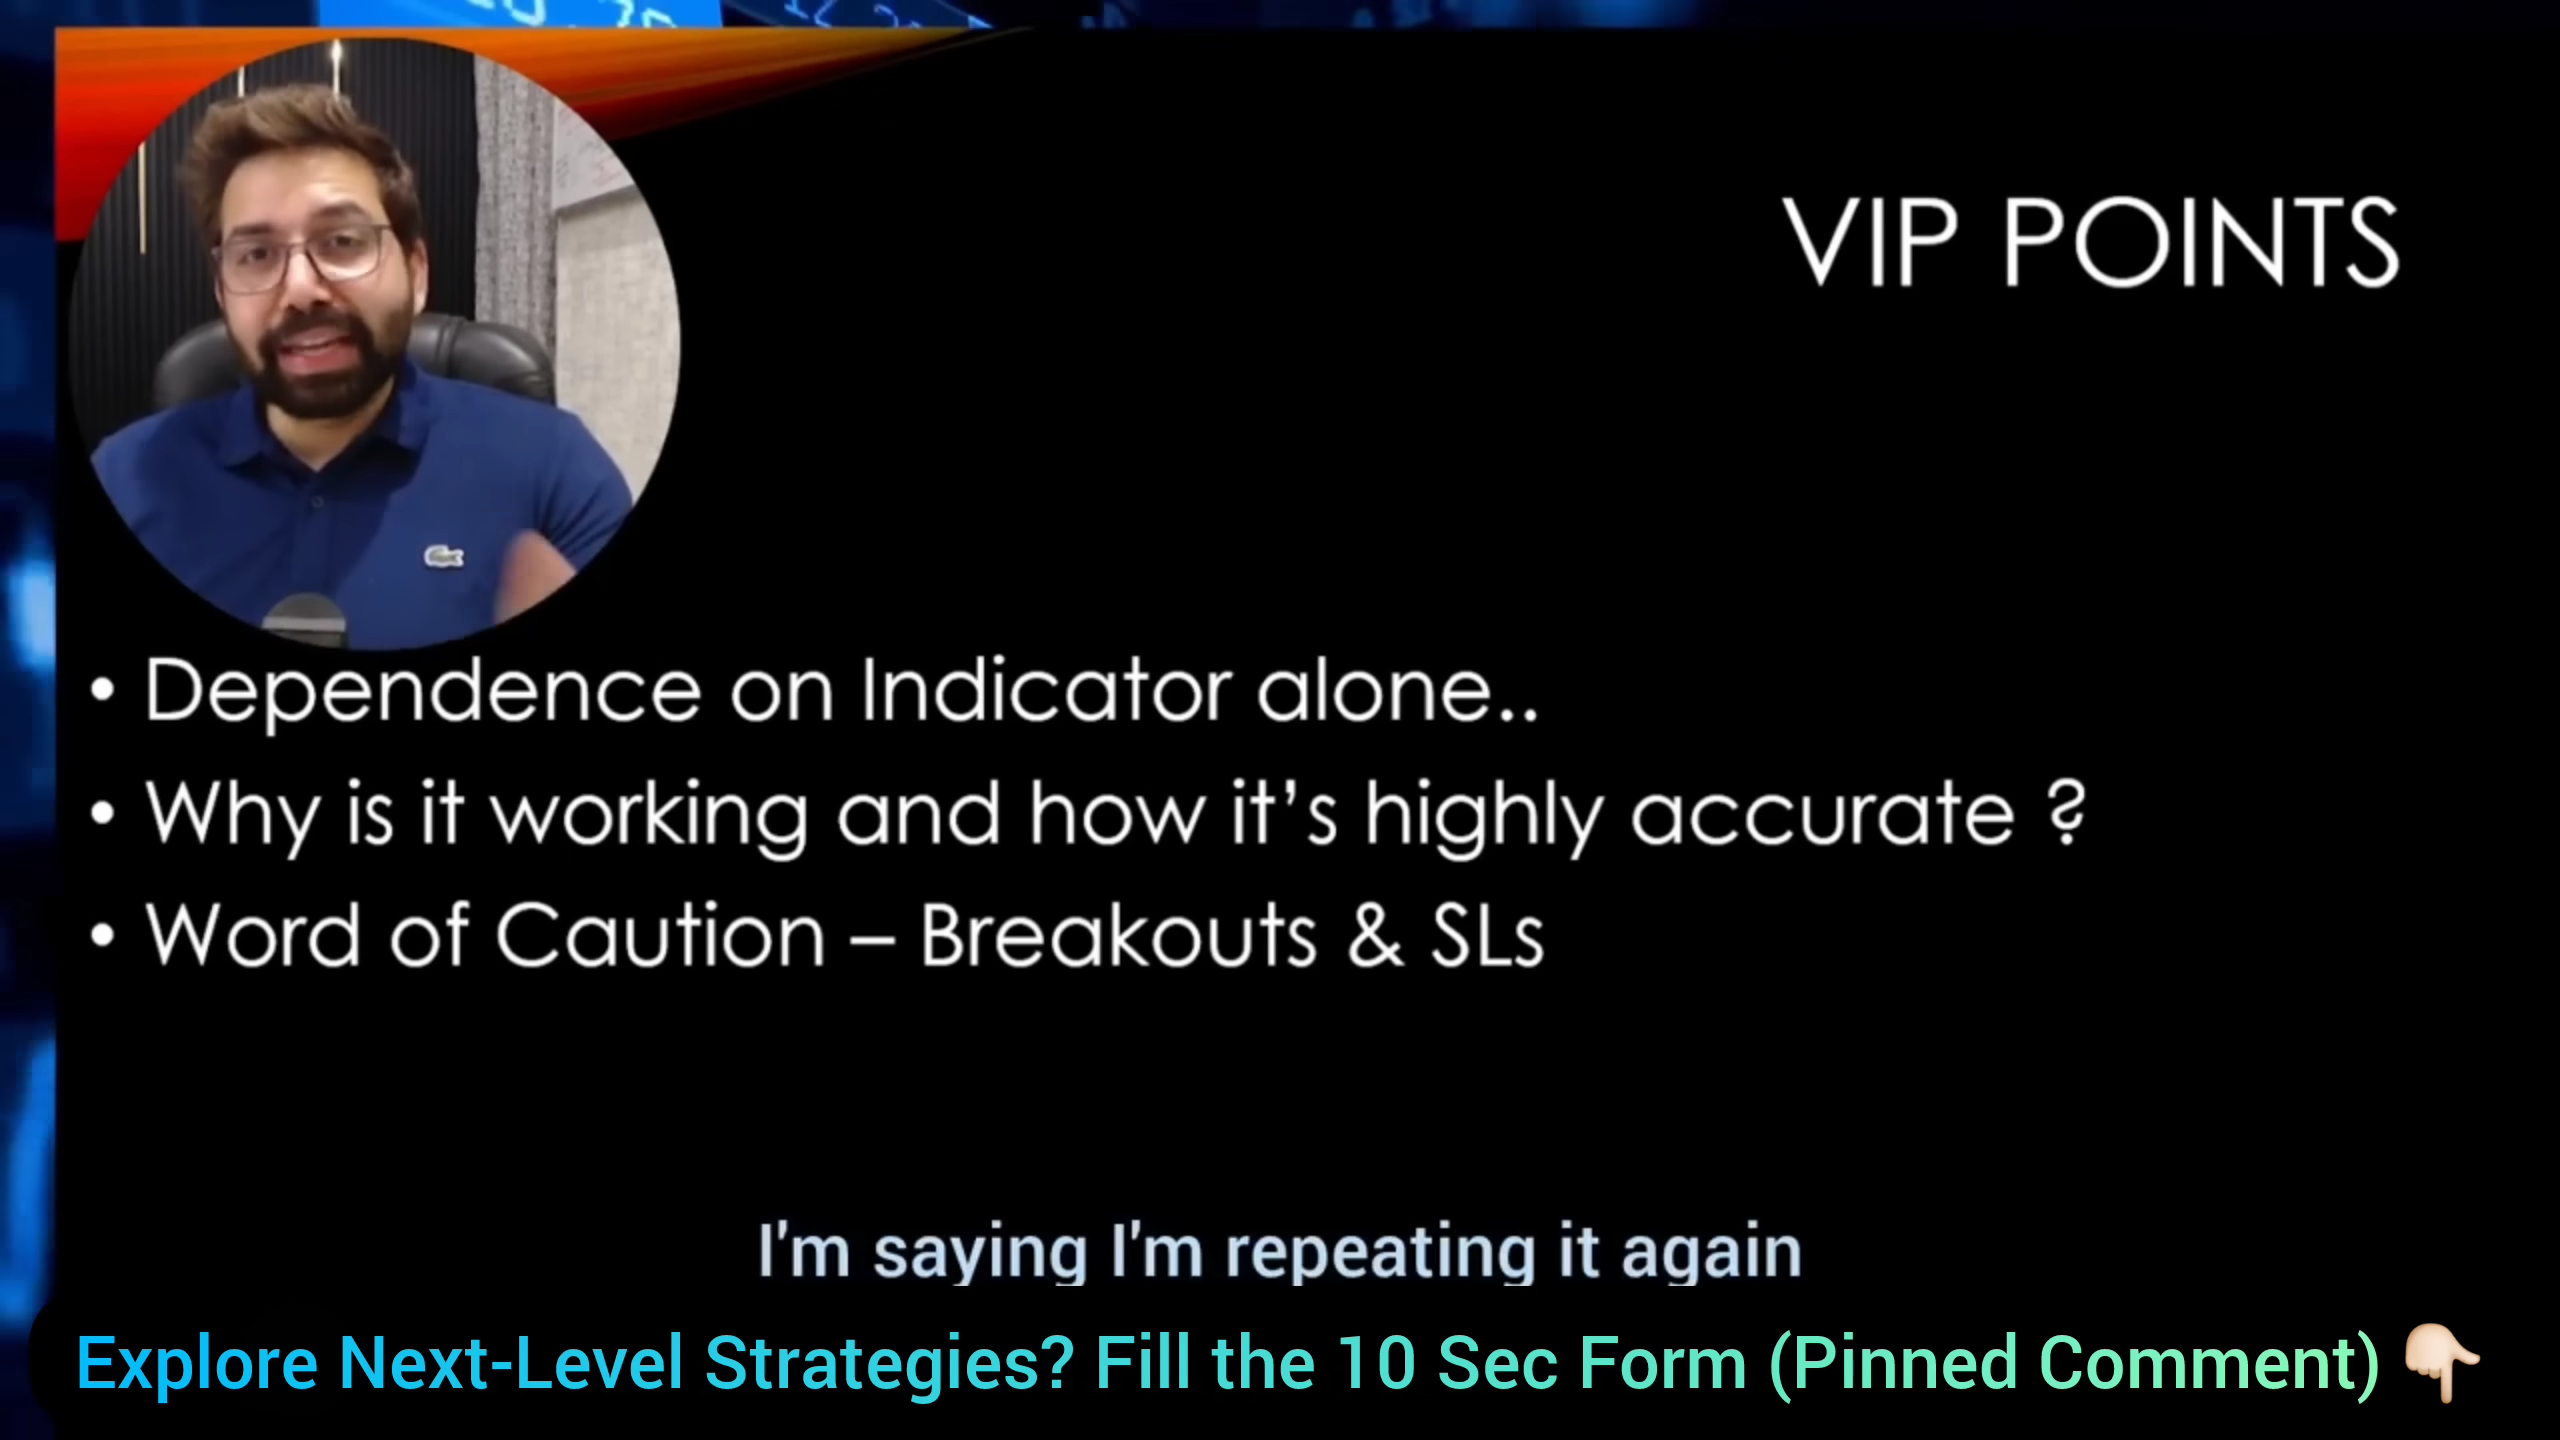 VIP POINTS
• Dependence on Indicator alone..
• Why is it working and how it’s highly accurate ?
• Word of Caution – Breakouts & SLs
I'm saying I'm repeating it again
Explore Next-Level Strategies? Fill the 10 Sec Form (Pinned Comment) 👇🏻